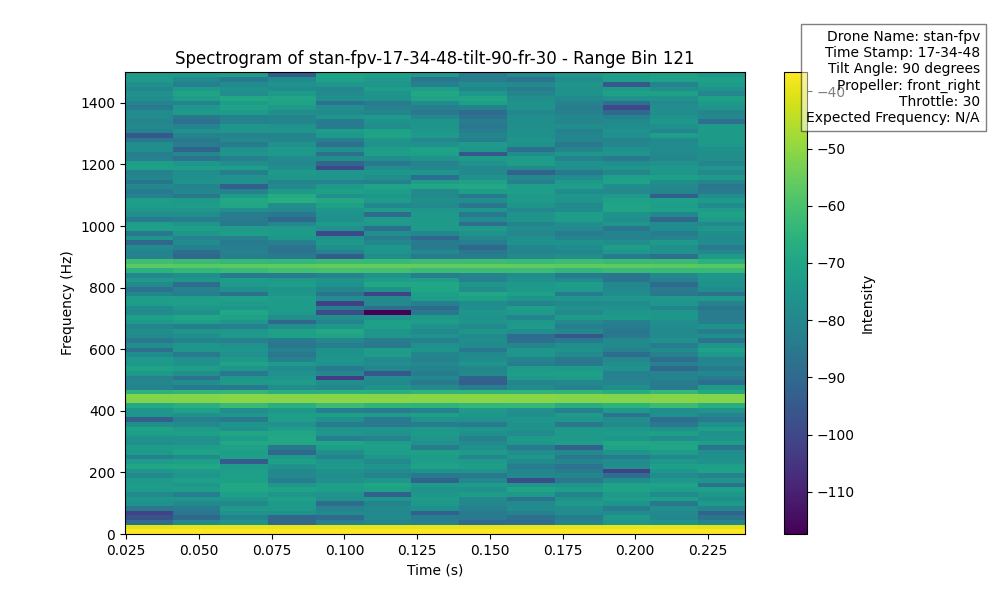 Spectrogram of stan-fpv-17-34-48-tilt-90-fr-30 - Range Bin 121
Drone Name: stan-fpv
Time Stamp: 17-34-48
Tilt Angle: 90 degrees
Propeller: front_right
Throttle: 30
Expected Frequency: N/A
Frequency (Hz)
1400
1200
1000
800
600
400
200
0
0.025
0.050
0.075
0.100
0.125
0.150
0.175
0.200
0.225
Time (s)
−40
−50
−60
−70
−80
−90
−100
−110
Intensity